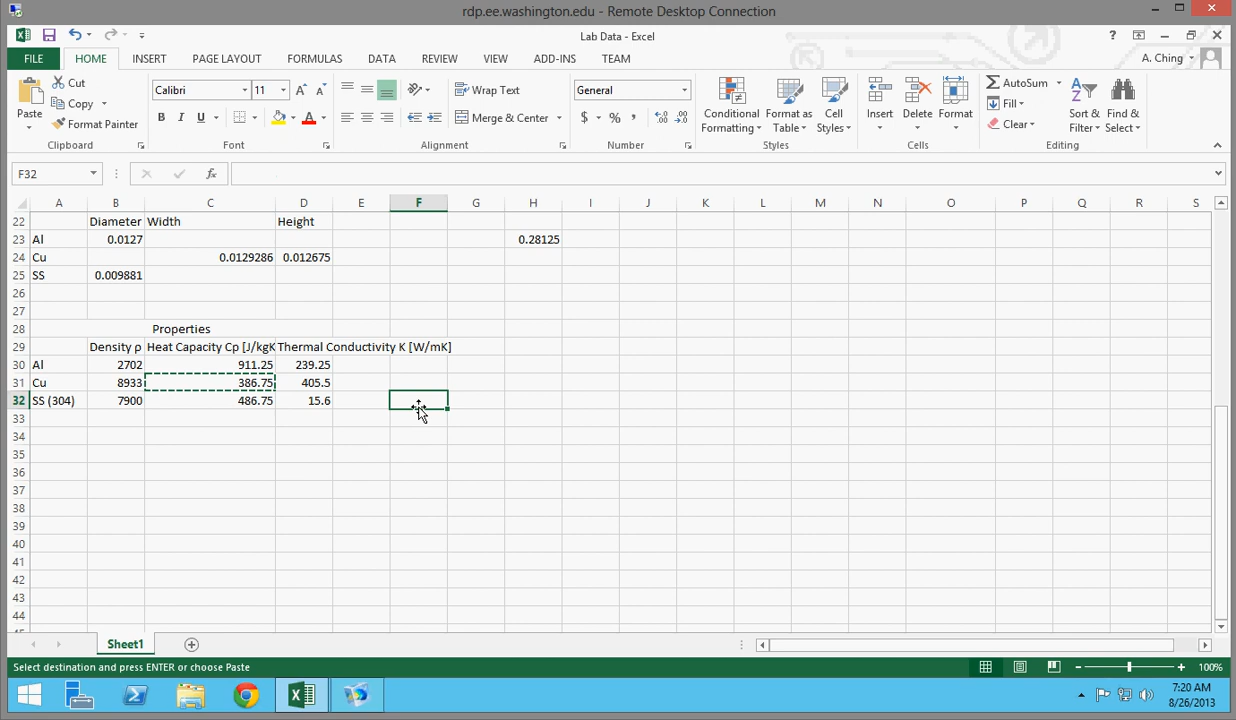 rdp.ee.washington.edu - Remote Desktop Connection
Lab Data - Excel
FILE HOME INSERT PAGE LAYOUT FORMULAS DATA REVIEW VIEW ADD-INS TEAM A. Ching
Paste Cut Copy Format Painter
Calibri 11
B I U A
Wrap Text
Merge & Center
General
$ % ,
Conditional Formatting Format as Table Cell Styles
Insert Delete Format
AutoSum Fill Clear
Sort & Filter Find & Select
Clipboard Font Alignment Number Styles Cells Editing
F32 fx
A B C D E F G H I J K L M N O P Q R S
22 Diameter Width Height
23 Al 0.0127 0.28125
24 Cu 0.0129286 0.012675
25 SS 0.009881
26
27
28 Properties
29 Density ρ Heat Capacity Cp [J/kgK Thermal Conductivity K [W/mK]
30 Al 2702 911.25 239.25
31 Cu 8933 386.75 405.5
32 SS (304) 7900 486.75 15.6
33
34
35
36
37
38
39
40
41
42
43
44
Sheet1
Select destination and press ENTER or choose Paste 100%
7:20 AM
8/26/2013